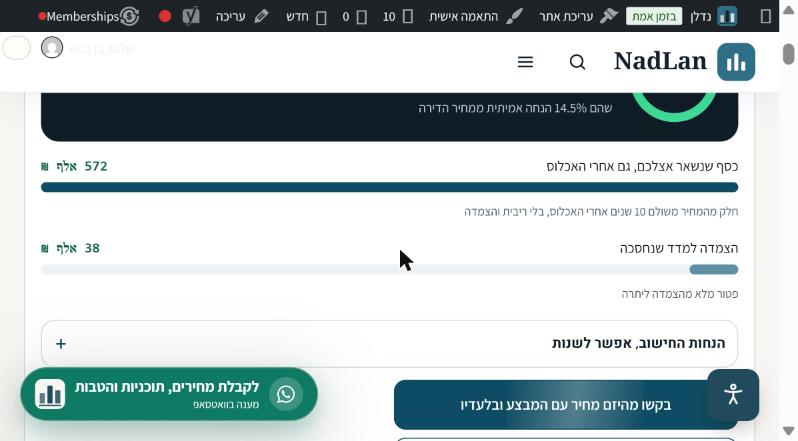 נדלן בזמן אמת עריכת אתר התאמה אישית 10 0 חדש עריכה Memberships
שלום, בן בטש
NadLan
שהם 14.5% הנחה אמיתית ממחיר הדירה
כסף שנשאר אצלכם, גם אחרי האכלוס 572 אלף ₪
חלק מהמחיר משולם 10 שנים אחרי האכלוס, בלי ריבית והצמדה
הצמדה למדד שנחסכה 38 אלף ₪
פטור מלא מהצמדה ליתרה
הנחות החישוב, אפשר לשנות +
לקבלת מחירים, תוכניות והטבות
מענה בוואטסאפ
בקשו מהיזם מחיר עם המבצע ובלעדיו